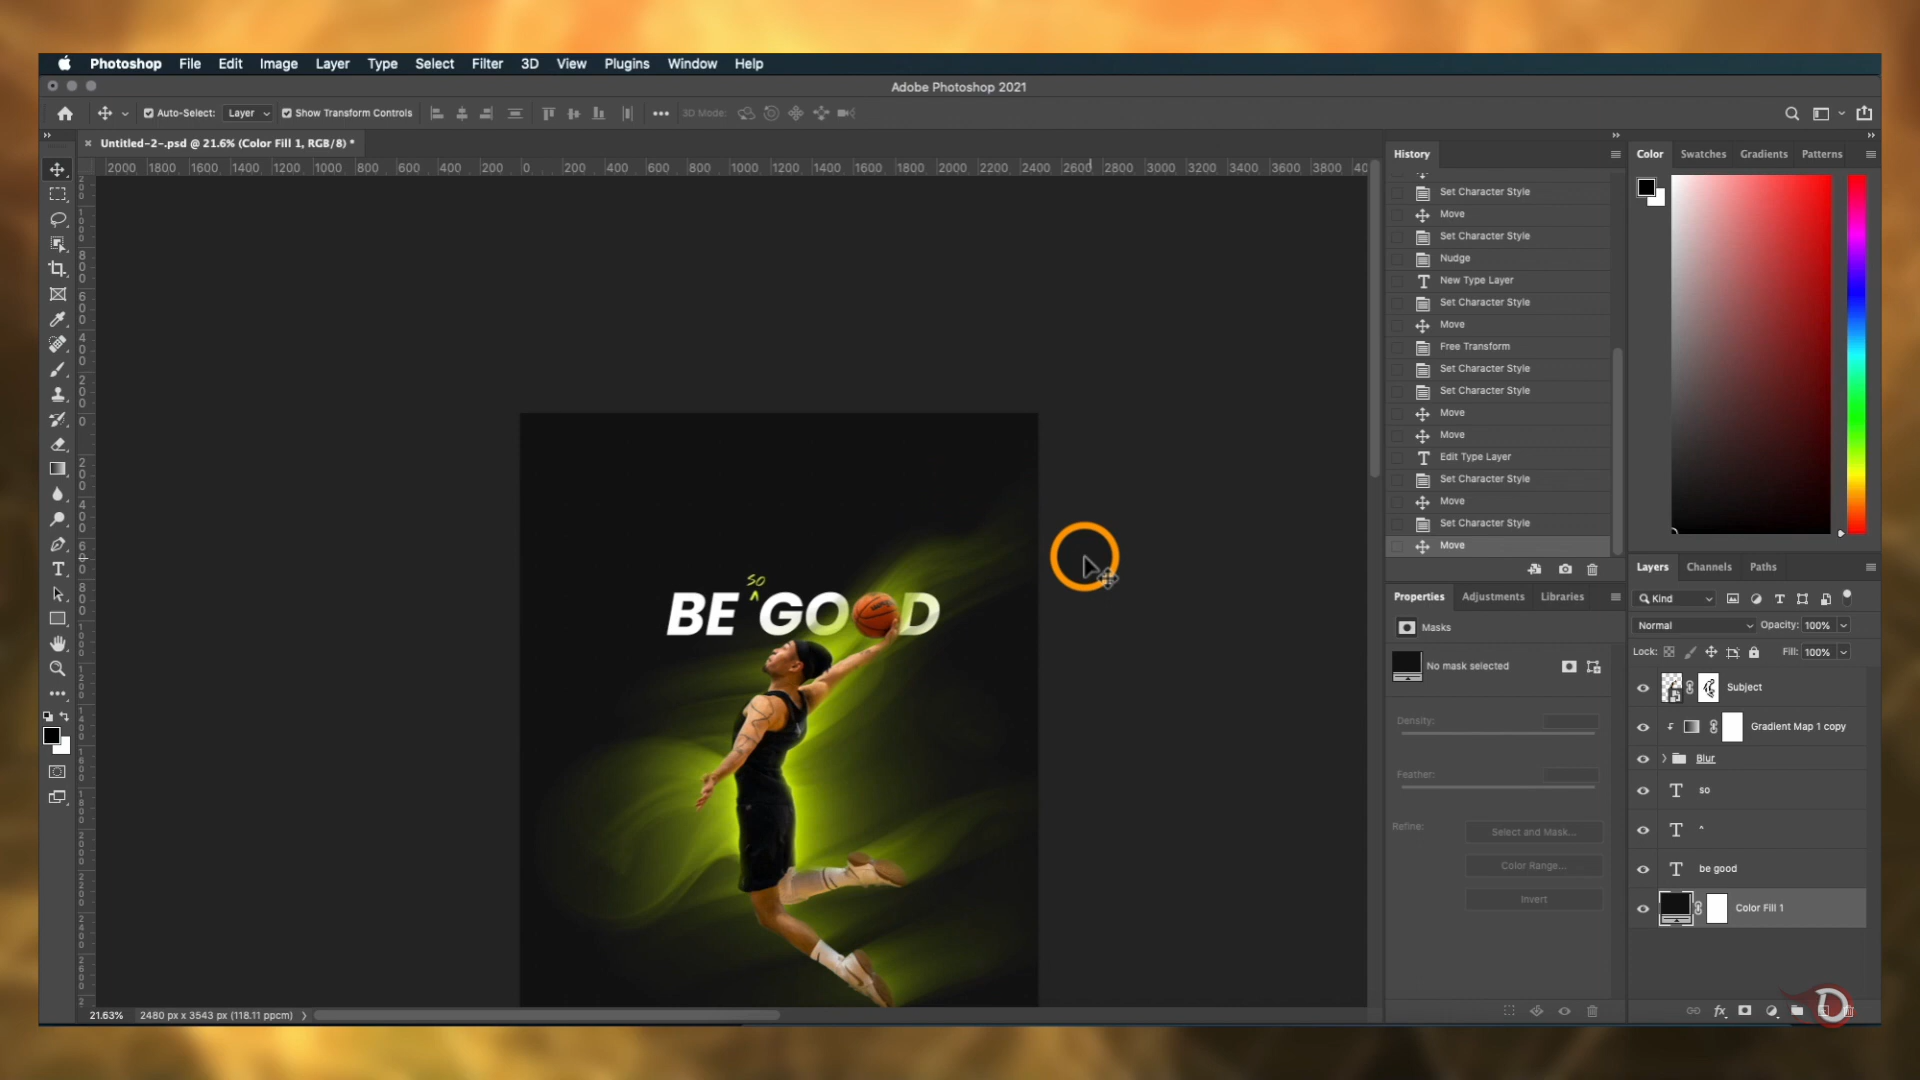 Photoshop File Edit Image Layer Type Select Filter 3D View Plugins Window Help
Adobe Photoshop 2021
Auto-Select: Layer Show Transform Controls 3D Mode:
Untitled-2-.psd @ 21.6% (Color Fill 1, RGB/8) *
2000 1800 1600 1400 1200 1000 800 600 400 200 0 200 400 600 800 1000 1200 1400 1600 1800 2000 2200 2400 2600 2800 3000 3200 3400 3600 3800
History
Set Character Style
Move
Set Character Style
Nudge
New Type Layer
Set Character Style
Move
Free Transform
Set Character Style
Set Character Style
Move
Move
Edit Type Layer
Set Character Style
Move
Set Character Style
Move
Color Swatches Gradients Patterns
so
^
BE GOOD
Properties Adjustments Libraries
Masks
No mask selected
Density:
Feather:
Refine:
Select and Mask...
Color Range...
Invert
Layers Channels Paths
Kind
Normal Opacity: 100%
Lock: Fill: 100%
Subject
Gradient Map 1 copy
Blur
so
^
be good
Color Fill 1
21.63% 2480 px x 3543 px (118.11 ppcm)